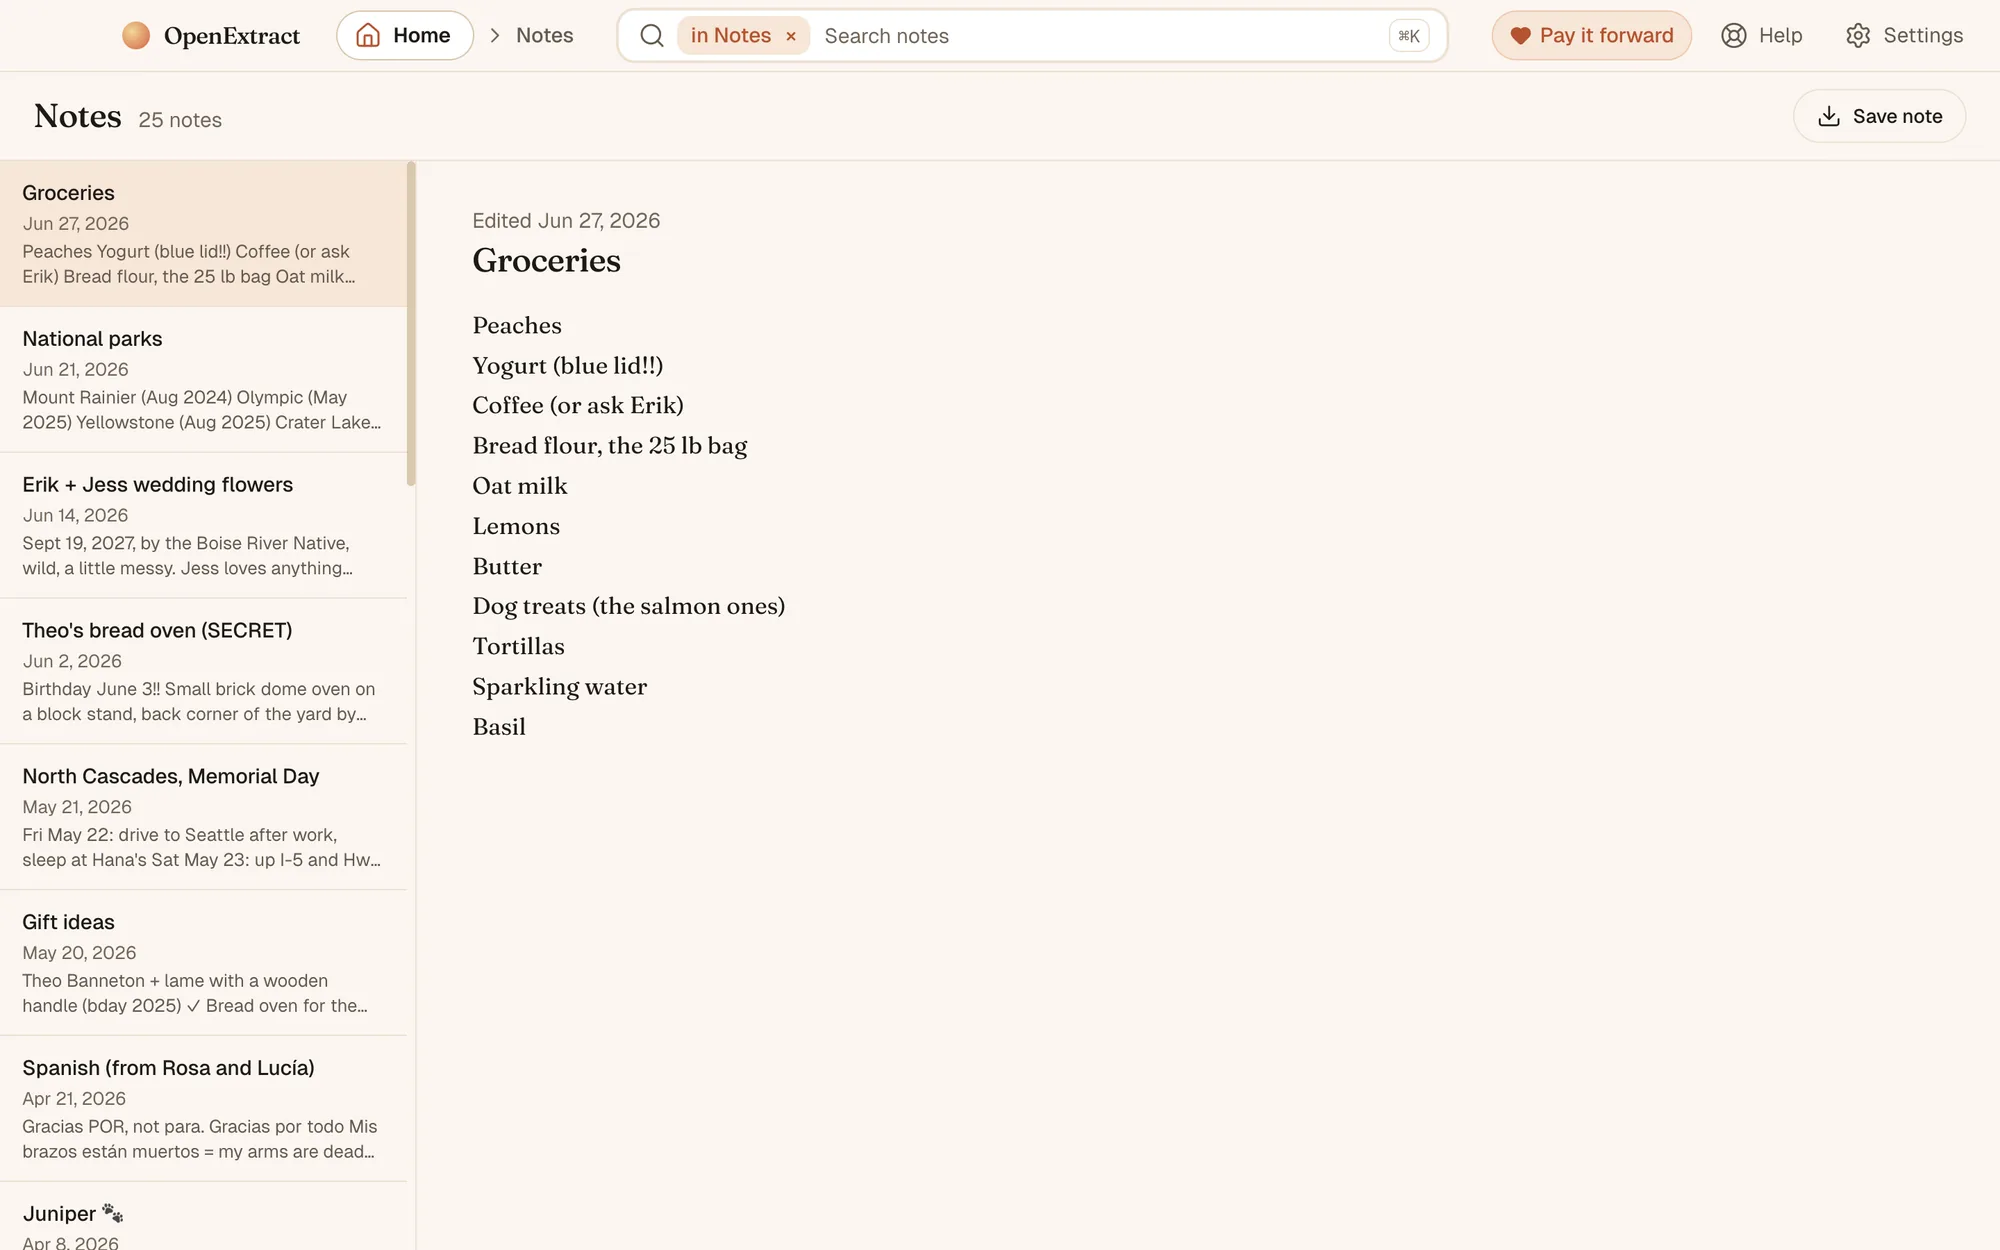 OpenExtract
Home
Notes
in Notes ×
Search notes
⌘K
Pay it forward
Help
Settings
Notes
25 notes
Save note
Groceries
Jun 27, 2026
Peaches Yogurt (blue lid!!) Coffee (or ask
Erik) Bread flour, the 25 lb bag Oat milk...
National parks
Jun 21, 2026
Mount Rainier (Aug 2024) Olympic (May
2025) Yellowstone (Aug 2025) Crater Lake...
Erik + Jess wedding flowers
Jun 14, 2026
Sept 19, 2027, by the Boise River Native,
wild, a little messy. Jess loves anything...
Theo's bread oven (SECRET)
Jun 2, 2026
Birthday June 3!! Small brick dome oven on
a block stand, back corner of the yard by...
North Cascades, Memorial Day
May 21, 2026
Fri May 22: drive to Seattle after work,
sleep at Hana's Sat May 23: up I-5 and Hw...
Gift ideas
May 20, 2026
Theo Banneton + lame with a wooden
handle (bday 2025) ✓ Bread oven for the...
Spanish (from Rosa and Lucía)
Apr 21, 2026
Gracias POR, not para. Gracias por todo Mis
brazos están muertos = my arms are dead...
Juniper 🐾
Apr 8, 2026
Edited Jun 27, 2026
Groceries
Peaches
Yogurt (blue lid!!)
Coffee (or ask Erik)
Bread flour, the 25 lb bag
Oat milk
Lemons
Butter
Dog treats (the salmon ones)
Tortillas
Sparkling water
Basil